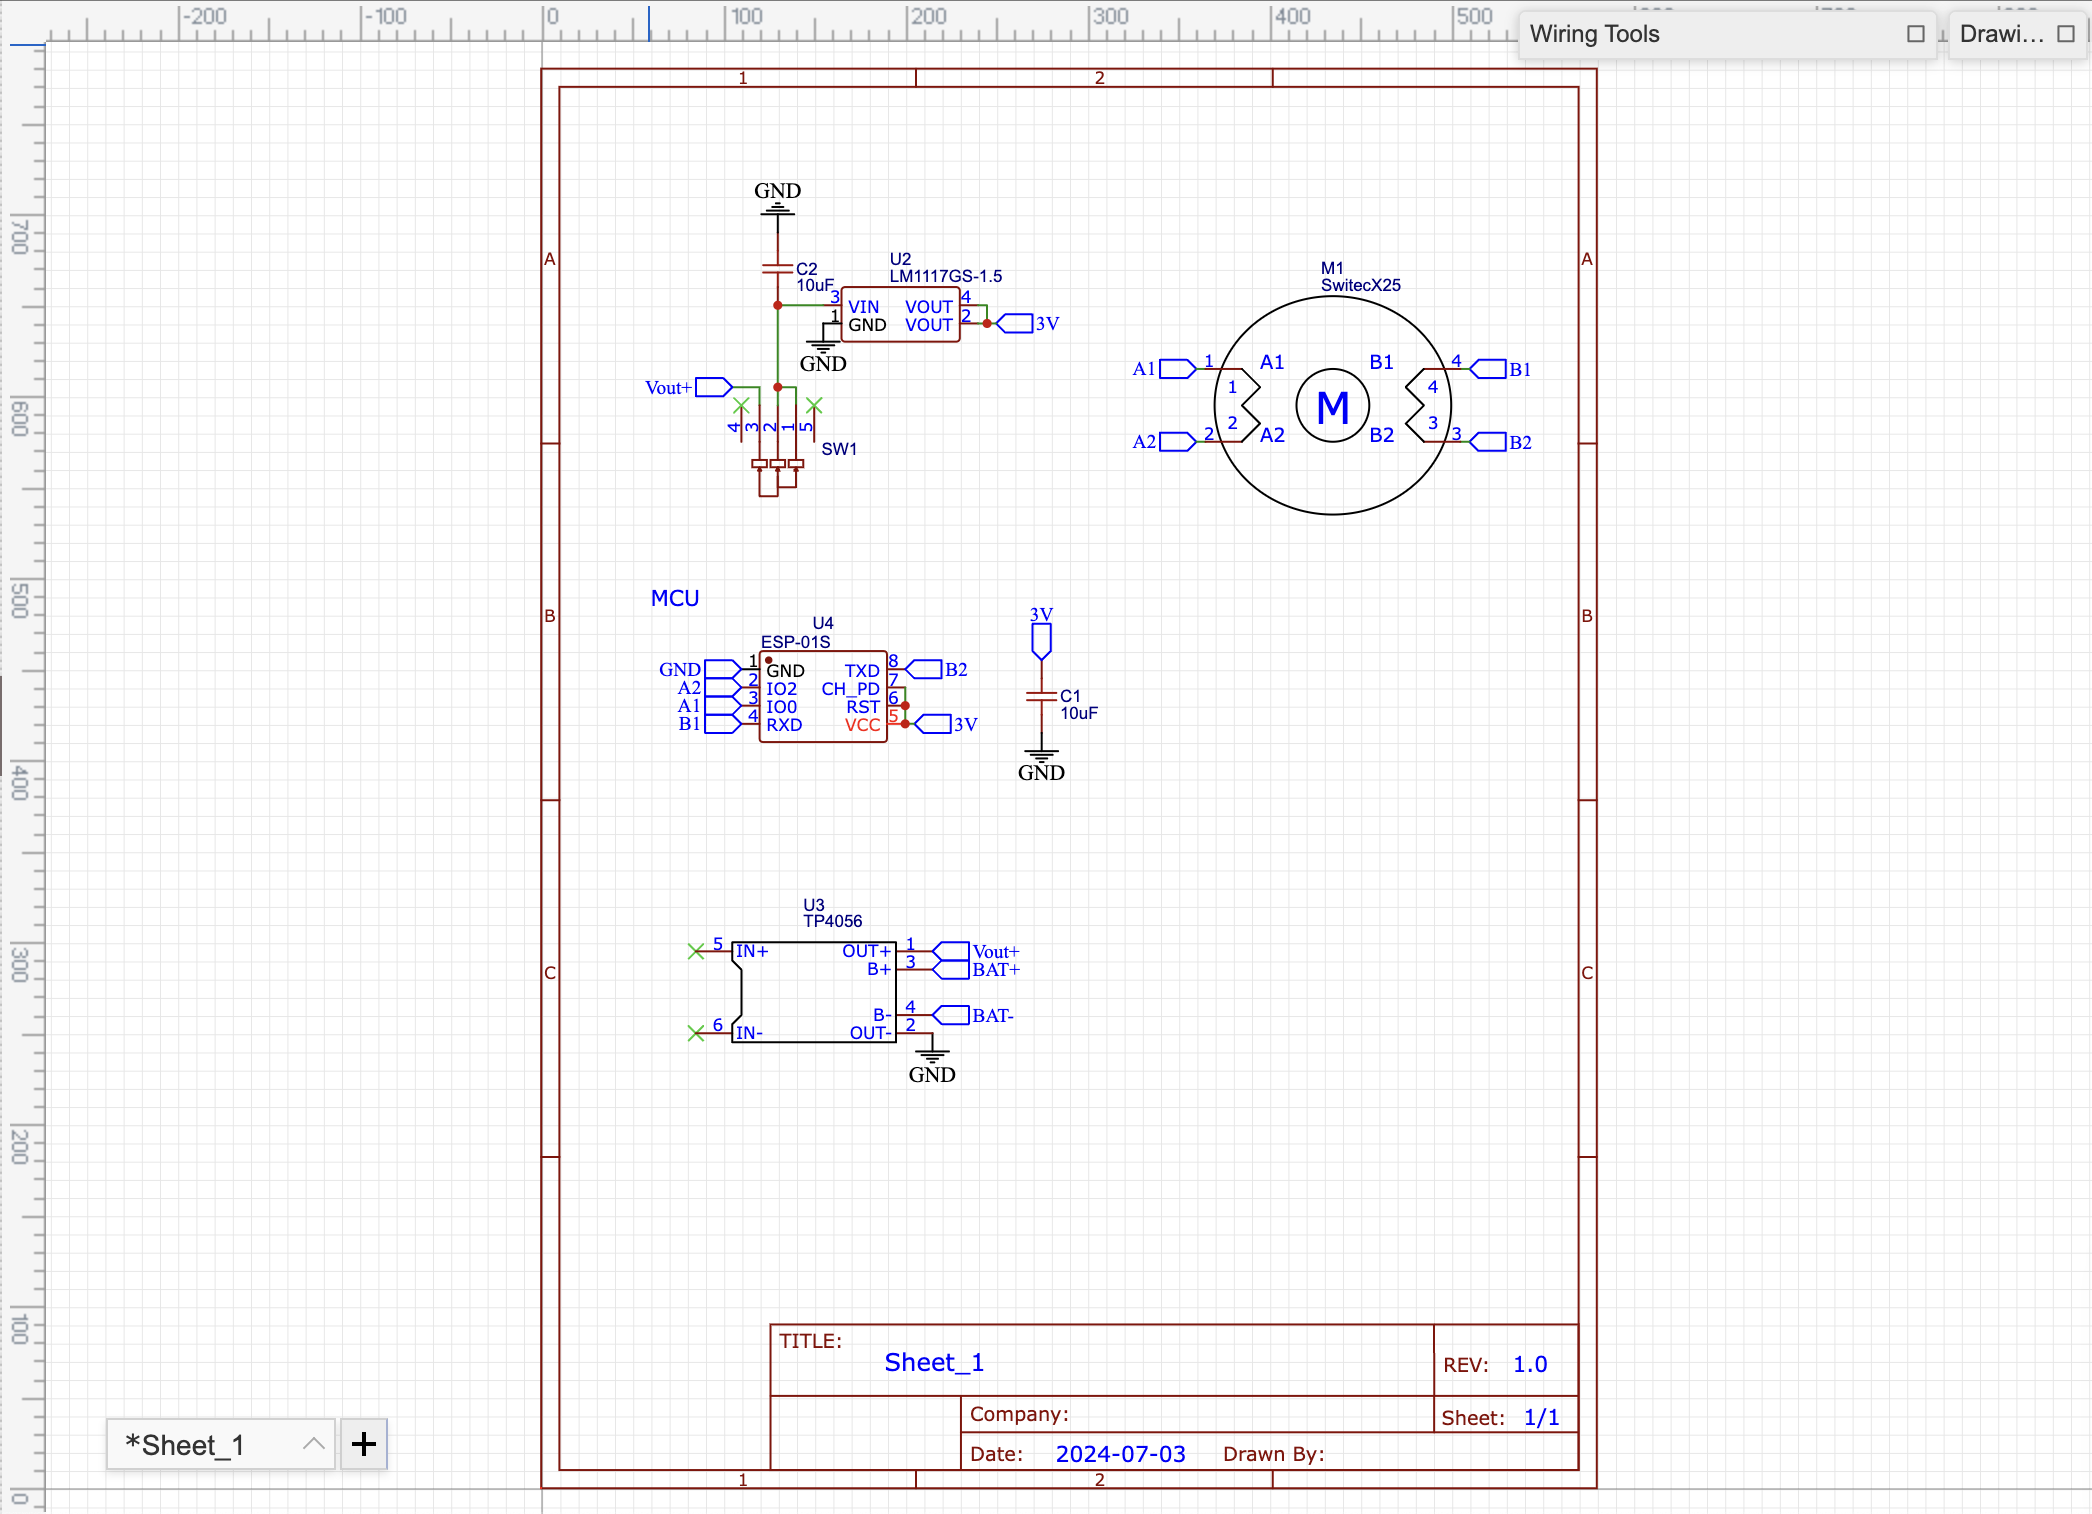 -200 -100 0 100 200 300 400 500
Wiring Tools
Drawi...
1 2
700
600
500
400
300
200
100
0
A
B
C
A
B
C
GND
C2
10uF
U2
LM1117GS-1.5
3 VIN VOUT 4
1 GND VOUT 2
3V
GND
Vout+
4 3 2 1 5
SW1
M1
SwitecX25
A1 1 A1 B1 4 B1
1 4
M
2 3
A2 2 A2 B2 3 B2
MCU
U4
ESP-01S
GND 1 GND TXD 8 B2
A2 2 IO2 CH_PD 7
A1 3 IO0 RST 6
B1 4 RXD VCC 5 3V
3V
C1
10uF
GND
U3
TP4056
5 IN+ OUT+ 1 Vout+
B+ 3 BAT+
B- 4 BAT-
6 IN- OUT- 2
GND
TITLE:
Sheet_1
REV: 1.0
Company:
Sheet: 1/1
Date: 2024-07-03 Drawn By:
1 2
*Sheet_1